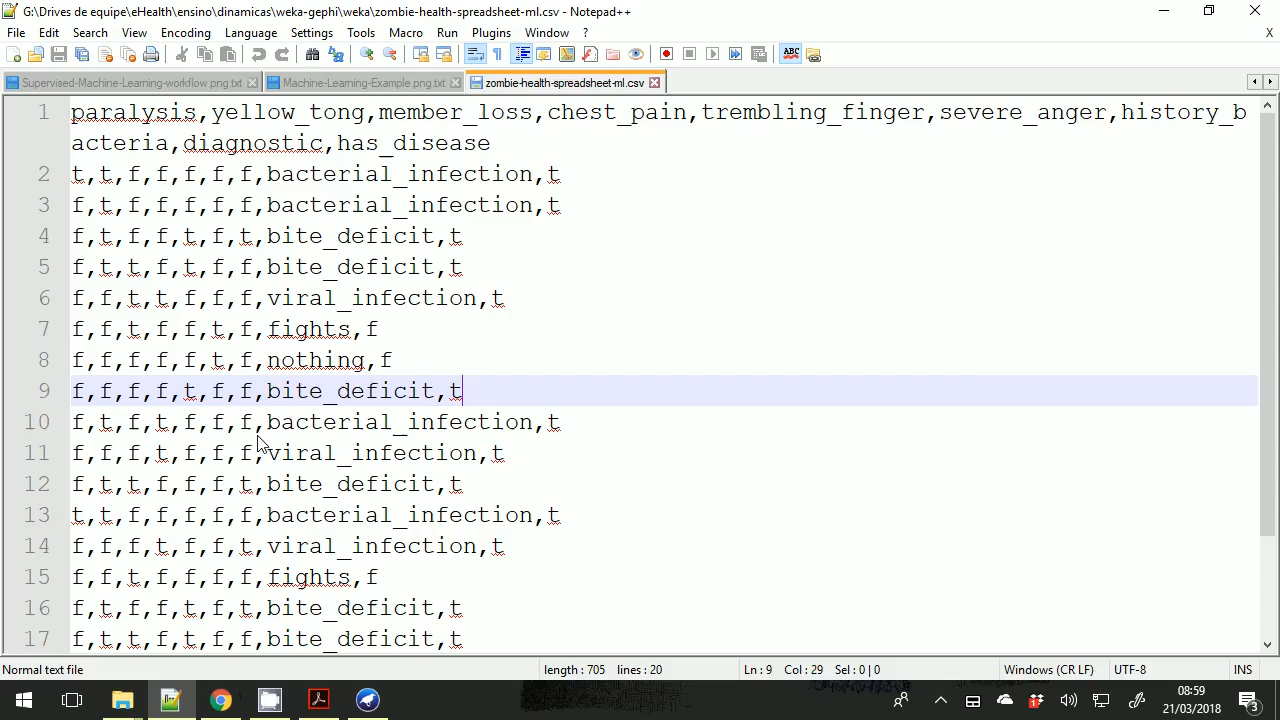 G:\Drives de equipe\eHealth\ensino\dinamicas\weka-gephi\weka\zombie-health-spreadsheet-ml.csv - Notepad++
File Edit Search View Encoding Language Settings Tools Macro Run Plugins Window ? X
Supervised-Machine-Learning-workflow.png.txt Machine-Learning-Example.png.txt zombie-health-spreadsheet-ml.csv
1 paralysis,yellow_tong,member_loss,chest_pain,trembling_finger,severe_anger,history_b
acteria,diagnostic,has_disease
2 t,t,f,f,f,f,f,bacterial_infection,t
3 f,t,f,f,f,f,f,bacterial_infection,t
4 f,t,f,f,t,f,t,bite_deficit,t
5 f,t,t,f,t,f,f,bite_deficit,t
6 f,f,t,t,f,f,f,viral_infection,t
7 f,f,t,f,f,t,f,fights,f
8 f,f,f,f,f,t,f,nothing,f
9 f,f,f,f,t,f,f,bite_deficit,t
10 f,t,f,t,f,f,f,bacterial_infection,t
11 f,f,f,t,f,f,f,viral_infection,t
12 f,t,t,f,f,f,t,bite_deficit,t
13 t,t,f,f,f,f,f,bacterial_infection,t
14 f,f,f,t,f,f,t,viral_infection,t
15 f,f,t,f,f,f,f,fights,f
16 f,t,f,f,t,f,t,bite_deficit,t
17 f,t,t,f,t,f,f,bite_deficit,t
Normal text file length : 705 lines : 20 Ln : 9 Col : 29 Sel : 0 | 0 Windows (CR LF) UTF-8 INS
08:59
21/03/2018
3